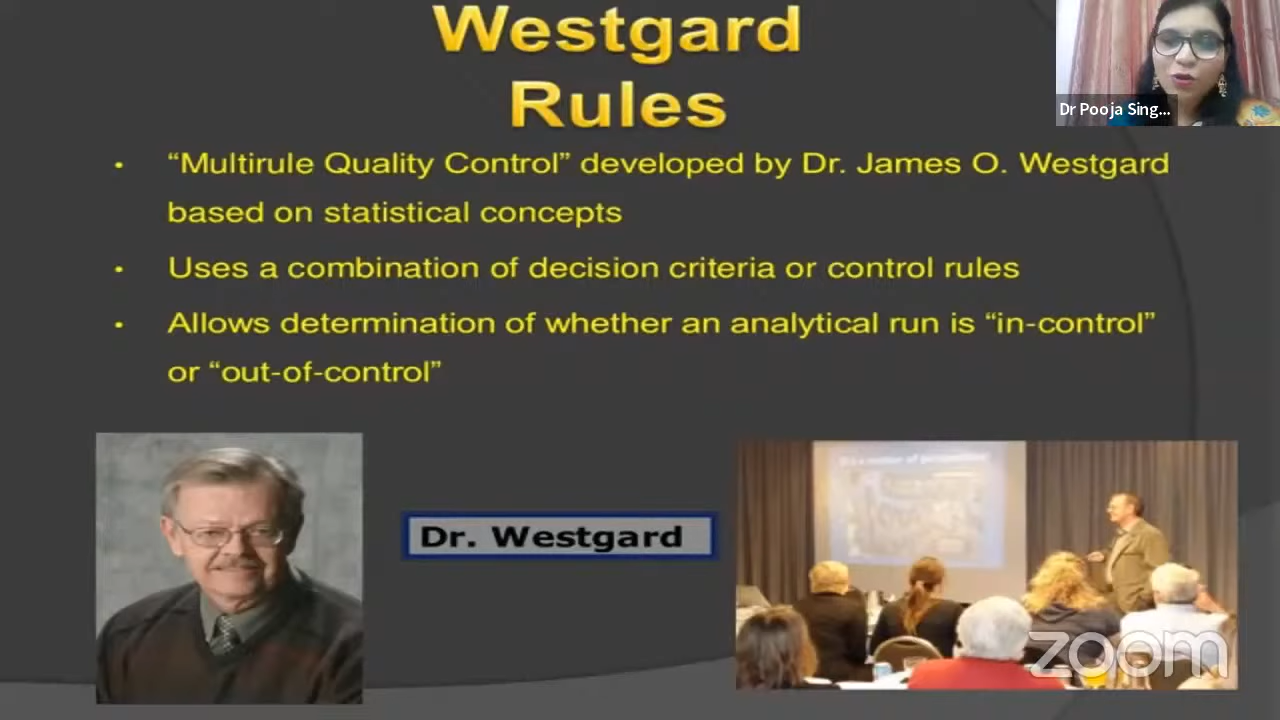 Westgard
Rules
Dr Pooja Sing...
• “Multirule Quality Control” developed by Dr. James O. Westgard
based on statistical concepts
• Uses a combination of decision criteria or control rules
• Allows determination of whether an analytical run is “in-control”
or “out-of-control”
Dr. Westgard
zoom